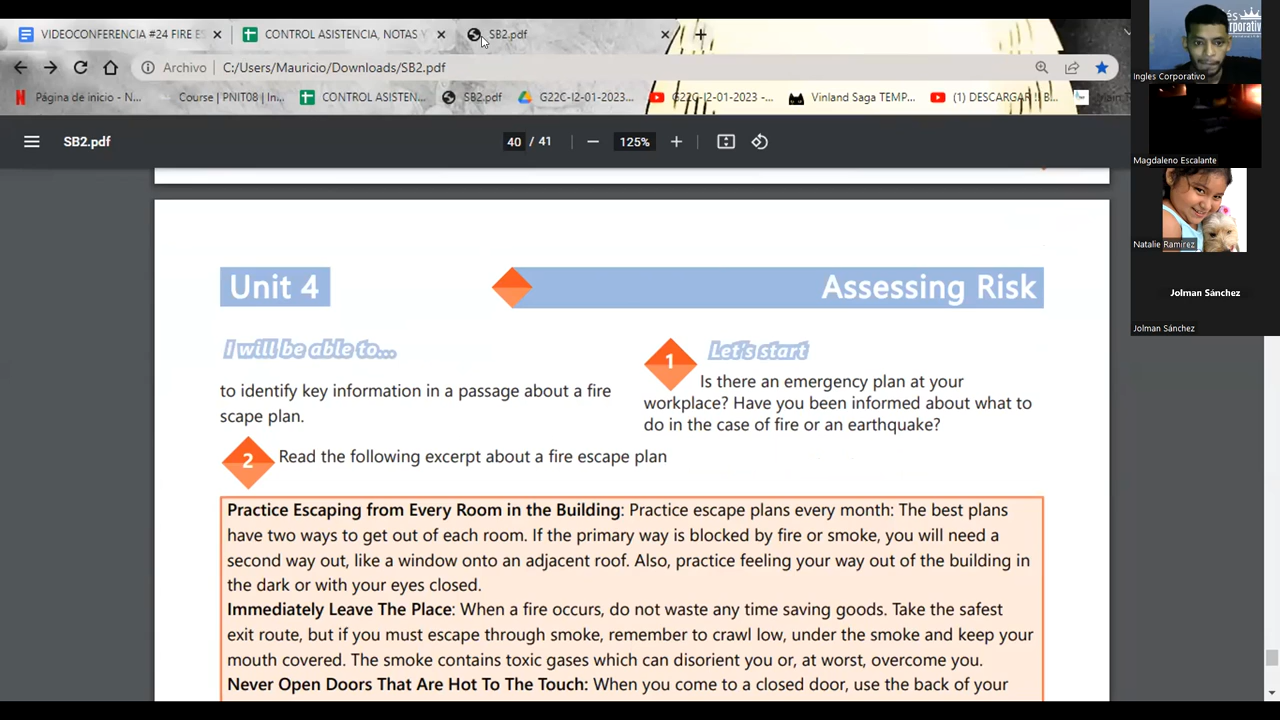 VIDEOCONFERENCIA #24 FIRE E
CONTROL ASISTENCIA, NOTAS Y
SB2.pdf
Archivo
C:/Users/Mauricio/Downloads/SB2.pdf
Página de inicio - N...
Course | PNIT08 | In...
CONTROL ASISTEN...
SB2.pdf
G22C-I2-01-2023...
G22C-I2-01-2023 -...
Vinland Saga TEMP...
(1) DESCARGAR !! B...
SB2.pdf
40 / 41
125%
Unit 4
Assessing Risk
I will be able to...
to identify key information in a passage about a fire
scape plan.
1
Let's start
Is there an emergency plan at your
workplace? Have you been informed about what to
do in the case of fire or an earthquake?
2
Read the following excerpt about a fire escape plan
Practice Escaping from Every Room in the Building: Practice escape plans every month: The best plans
have two ways to get out of each room. If the primary way is blocked by fire or smoke, you will need a
second way out, like a window onto an adjacent roof. Also, practice feeling your way out of the building in
the dark or with your eyes closed.
Immediately Leave The Place: When a fire occurs, do not waste any time saving goods. Take the safest
exit route, but if you must escape through smoke, remember to crawl low, under the smoke and keep your
mouth covered. The smoke contains toxic gases which can disorient you or, at worst, overcome you.
Never Open Doors That Are Hot To The Touch: When you come to a closed door, use the back of your
Ingles Corporativo
Magdaleno Escalante
Natalie Ramirez
Jolman Sánchez
Jolman Sánchez